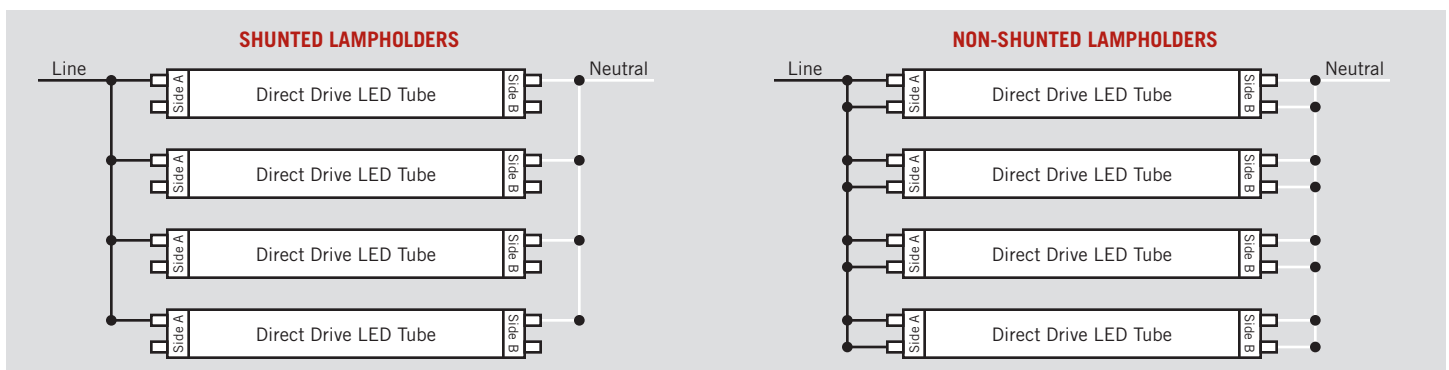 SHUNTED LAMPHOLDERS
Line
Neutral
Side A
Direct Drive LED Tube
Side B
Side A
Direct Drive LED Tube
Side B
Side A
Direct Drive LED Tube
Side B
Side A
Direct Drive LED Tube
Side B
NON-SHUNTED LAMPHOLDERS
Line
Neutral
Side A
Direct Drive LED Tube
Side B
Side A
Direct Drive LED Tube
Side B
Side A
Direct Drive LED Tube
Side B
Side A
Direct Drive LED Tube
Side B